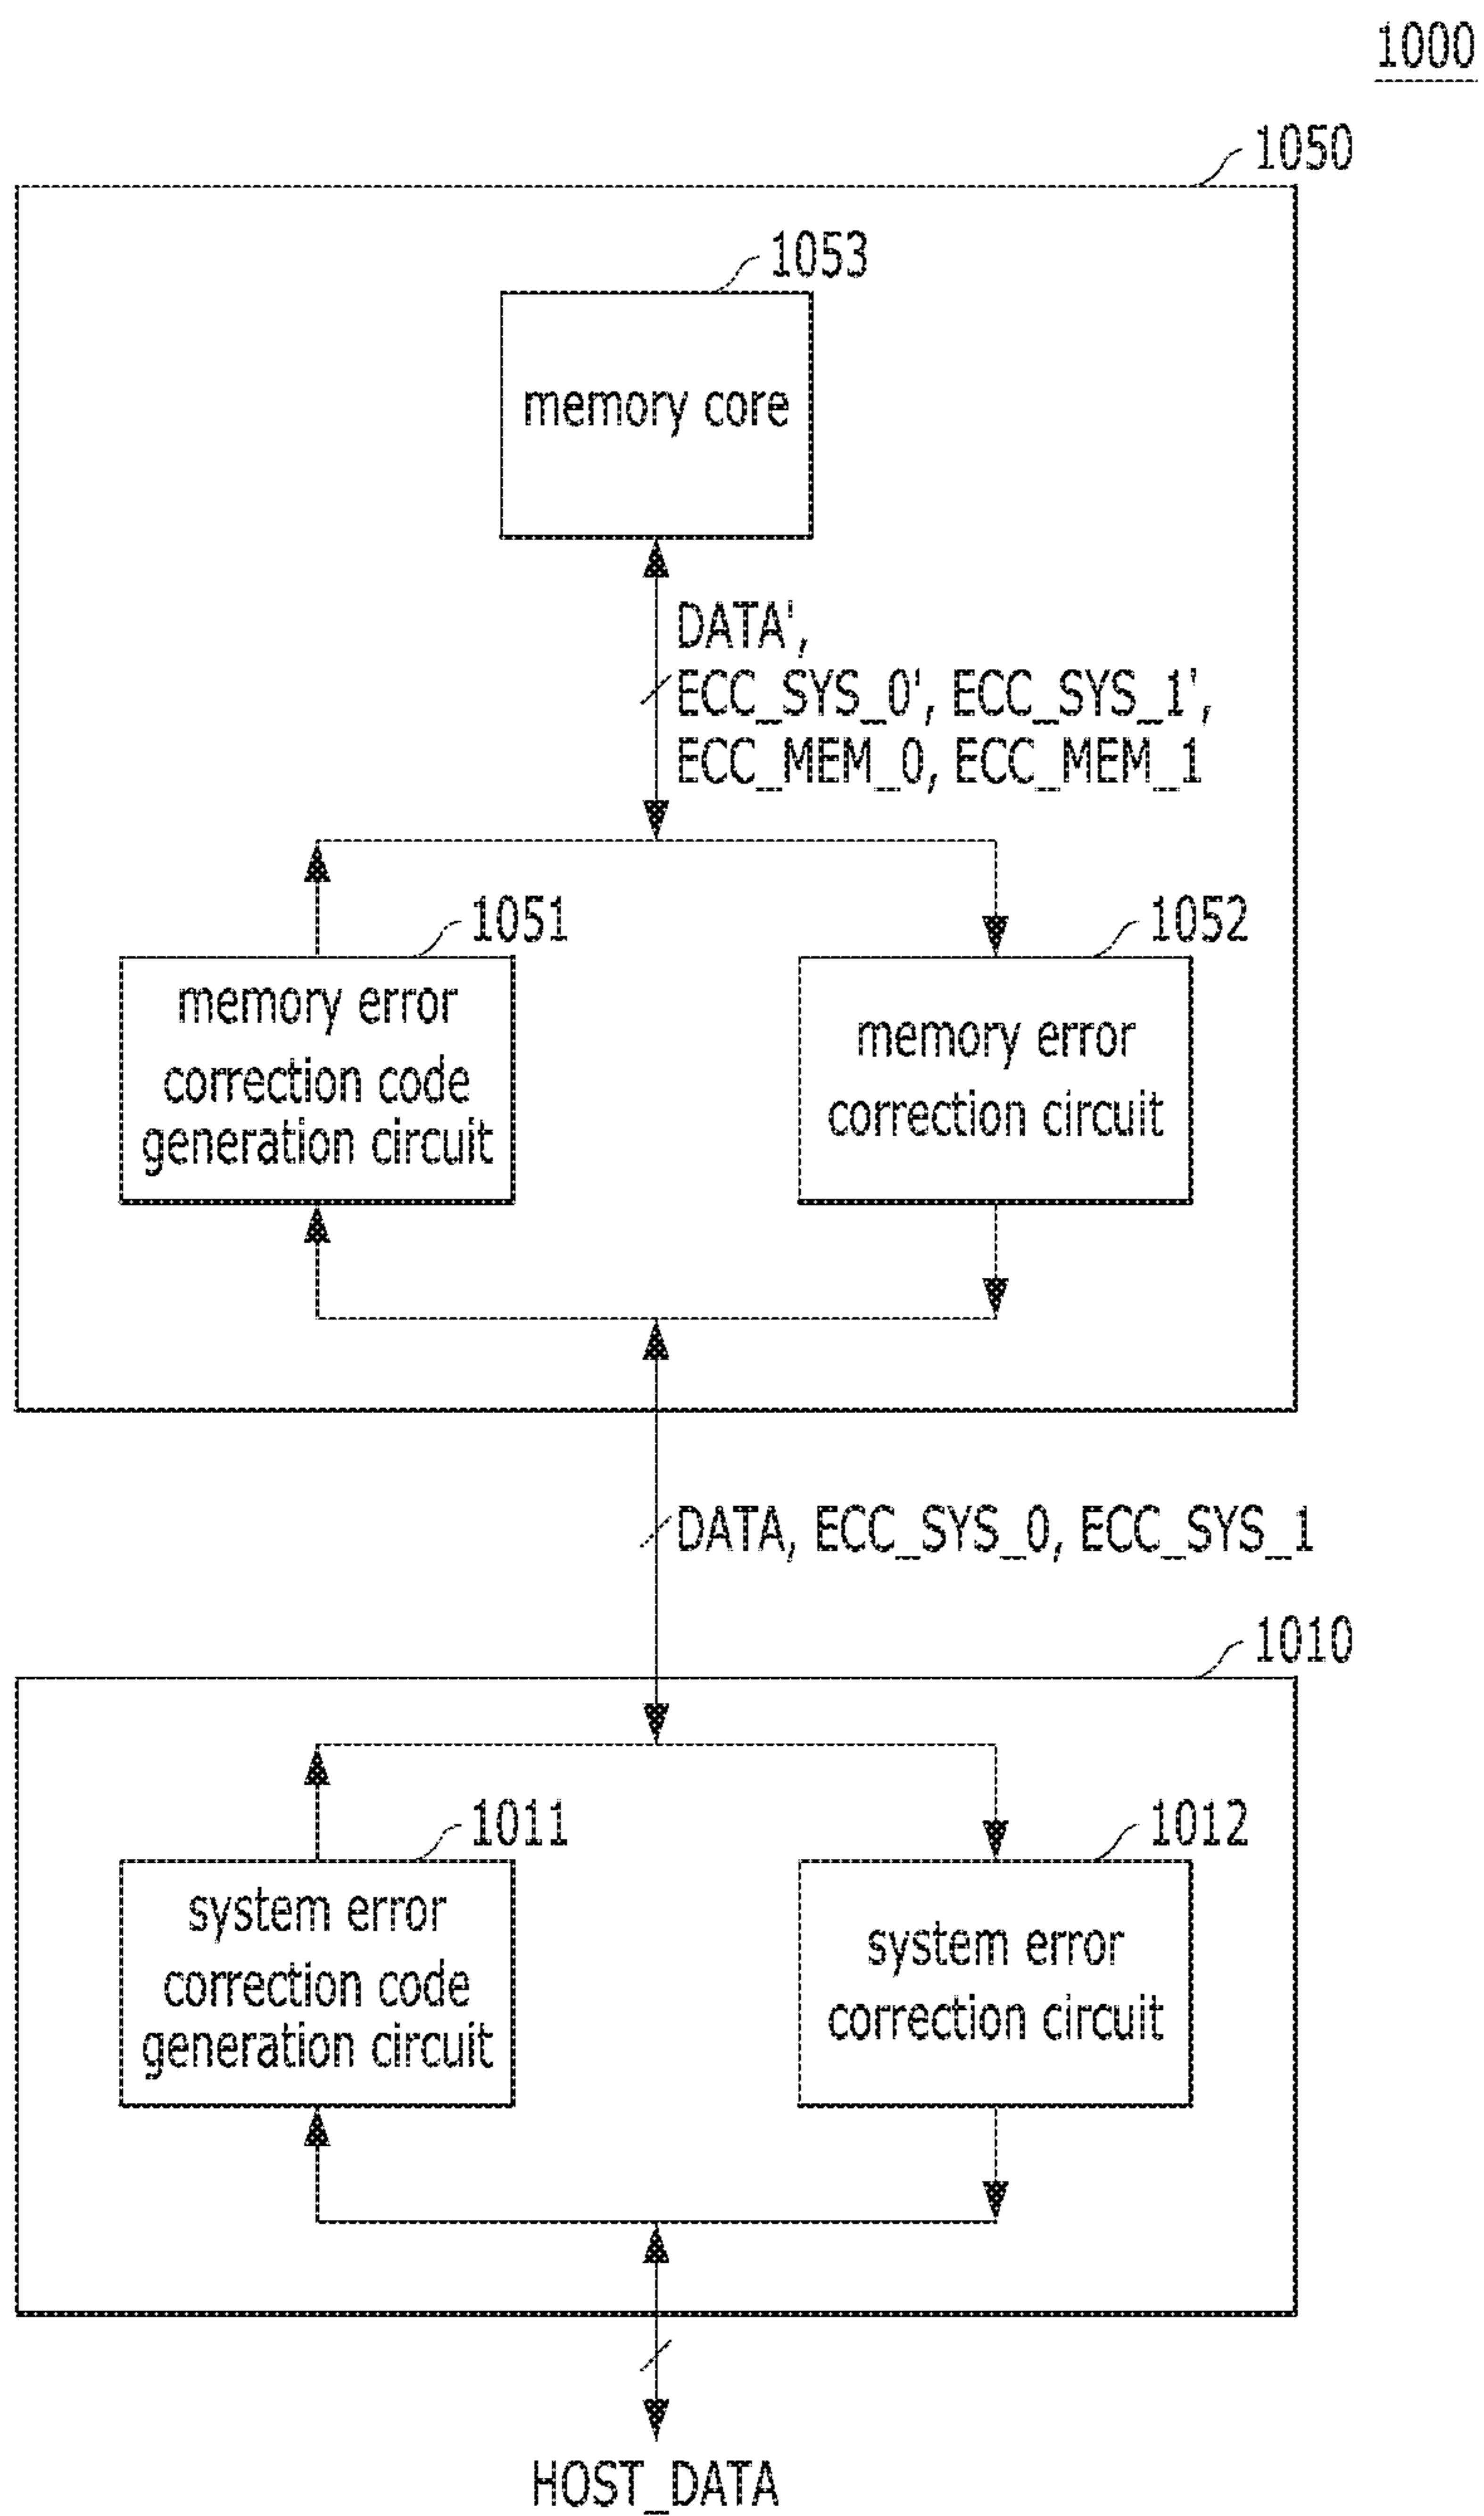 1000
1050
1053
memory core
DATA',
ECC_SYS_0', ECC_SYS_1',
ECC_MEM_0, ECC_MEM_1
1051
memory error
correction code
generation circuit
1052
memory error
correction circuit
DATA, ECC_SYS_0, ECC_SYS_1
1010
1011
system error
correction code
generation circuit
1012
system error
correction circuit
HOST_DATA